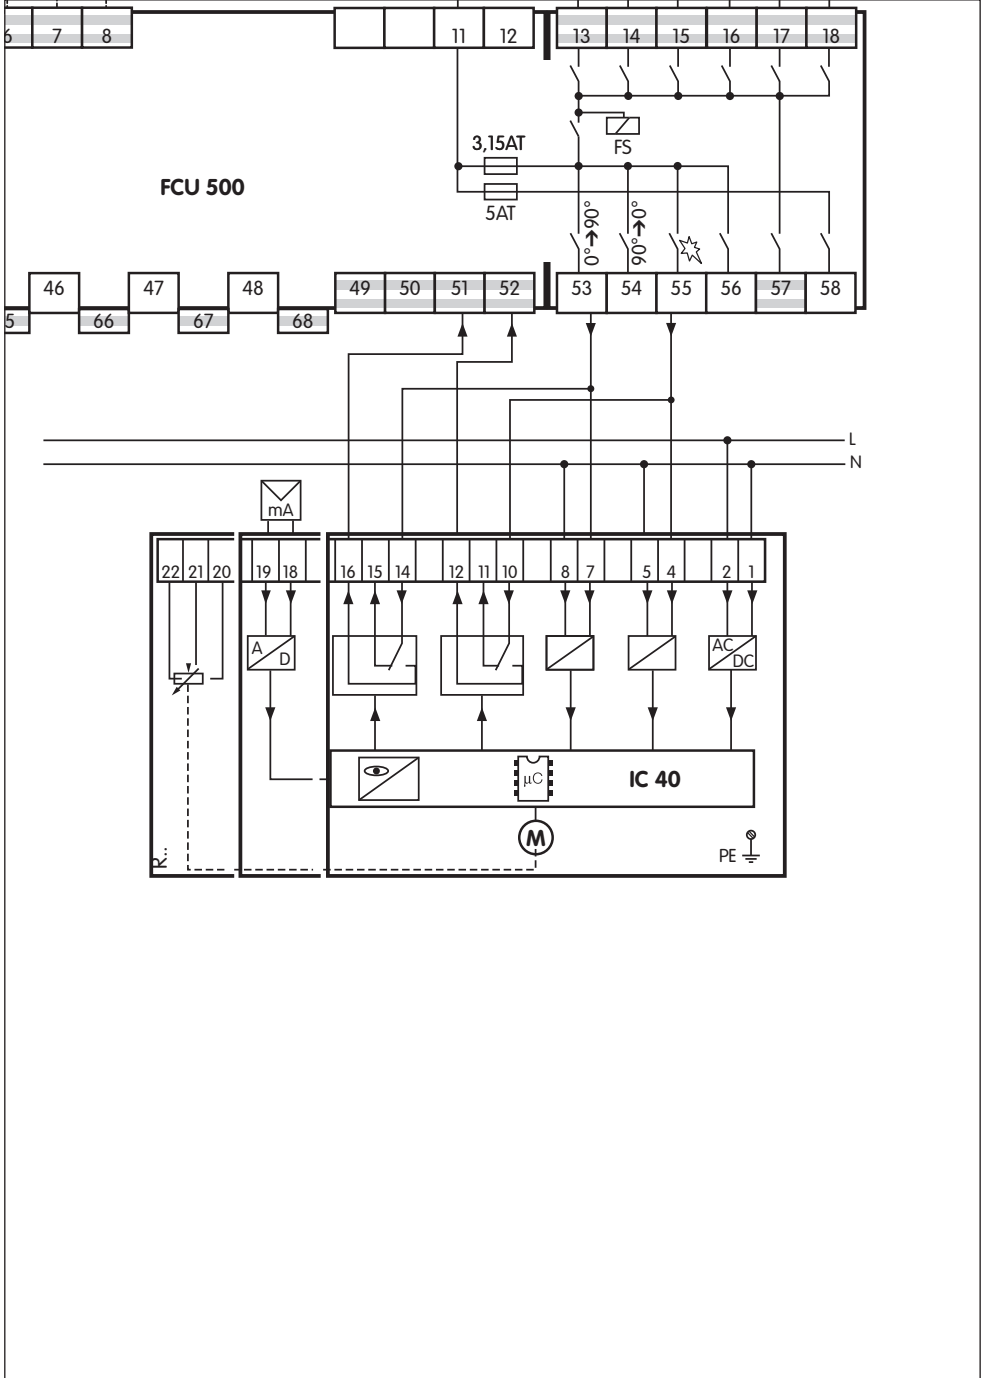 6 7 8 11 12 13 14 15 16 17 18
3,15AT
FS
FCU 500
5AT
0°➔90°
90°➔0°
46 47 48 49 50 51 52 53 54 55 56 57 58
5 66 67 68
L
N
mA
22 21 20 19 18 16 15 14 12 11 10 8 7 5 4 2 1
A
D
AC
DC
µC
IC 40
M
PE
R..